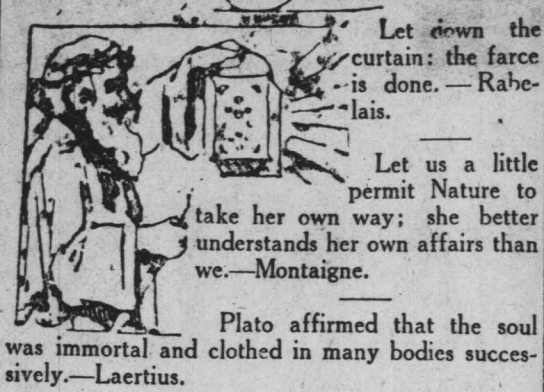 Let down the
curtain: the farce
is done. — Rabe-
lais.
Let us a little
permit Nature to
take her own way; she better
understands her own affairs than
we.—Montaigne.
Plato affirmed that the soul
was immortal and clothed in many bodies succes-
sively.—Laertius.